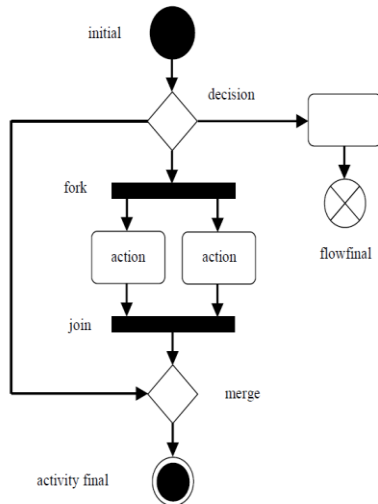 initial
decision
fork
action
action
flowfinal
join
merge
activity final